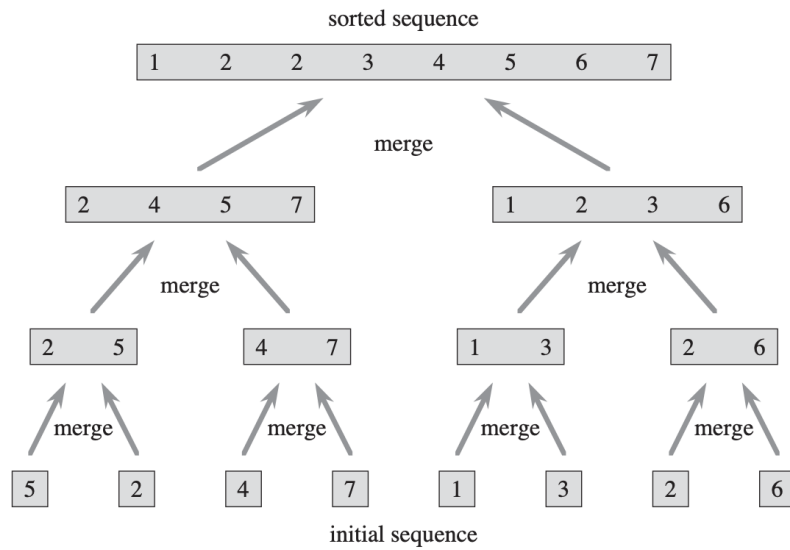 sorted sequence
1 2 2 3 4 5 6 7
merge
2 4 5 7
1 2 3 6
merge
merge
2 5
4 7
1 3
2 6
merge
merge
merge
merge
5
2
4
7
1
3
2
6
initial sequence